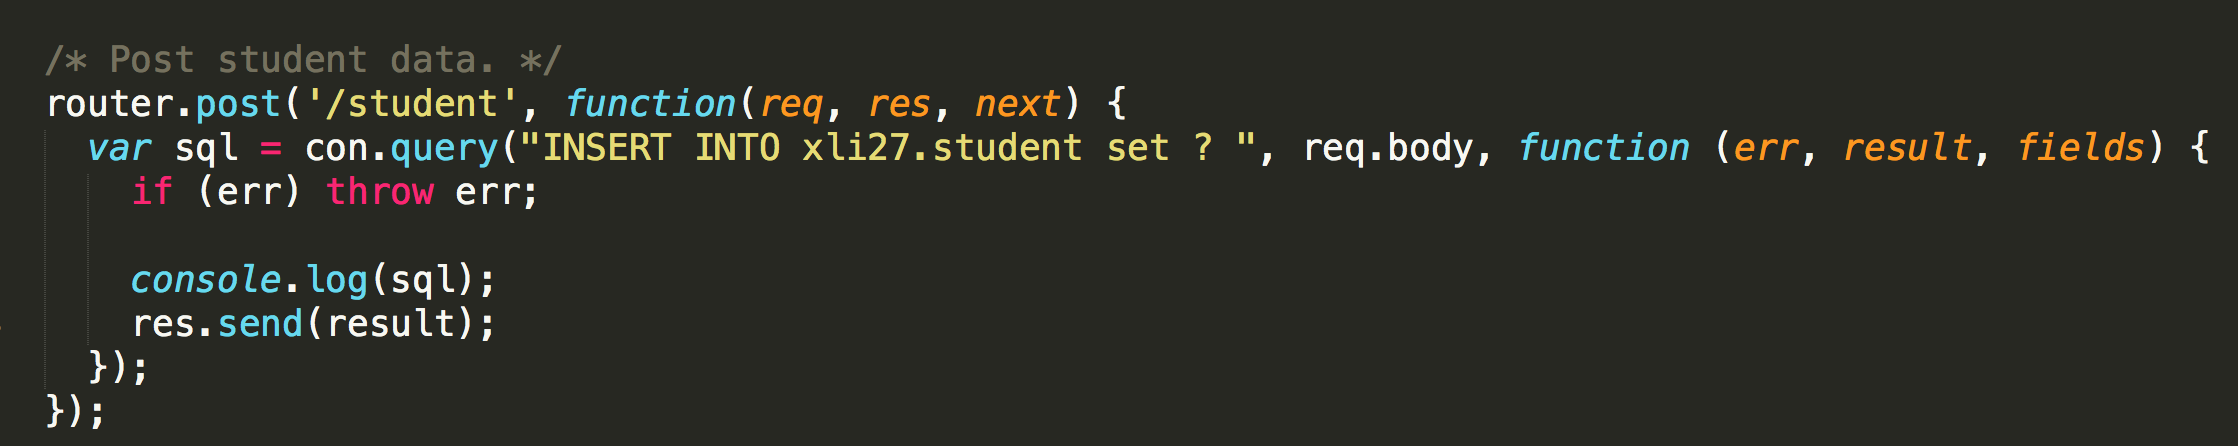 /* Post student data. */
router.post('/student', function(req, res, next) {
  var sql = con.query("INSERT INTO xli27.student set ? ", req.body, function (err, result, fields) {
    if (err) throw err;

    console.log(sql);
    res.send(result);
  });
});